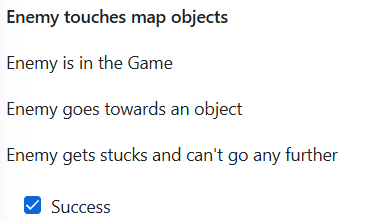 Enemy touches map objects
Enemy is in the Game
Enemy goes towards an object
Enemy gets stucks and can't go any further
Success